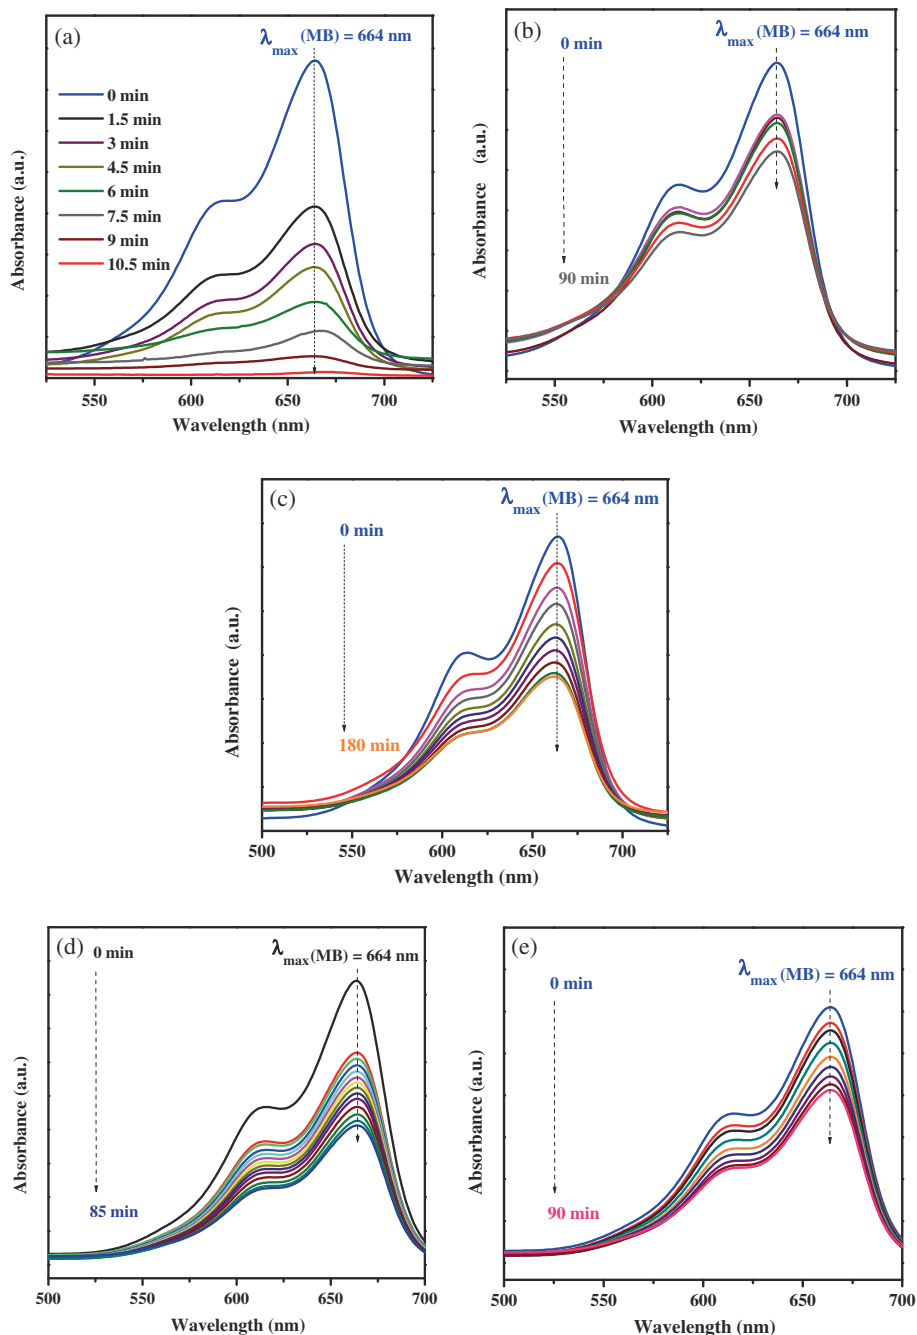 (a)
λmax (MB) = 664 nm
0 min
1.5 min
3 min
4.5 min
6 min
7.5 min
9 min
10.5 min
Absorbance (a.u.)
550 600 650 700
Wavelength (nm)
(b)
0 min
λmax (MB) = 664 nm
90 min
Absorbance (a.u.)
550 600 650 700
Wavelength (nm)
(c)
λmax (MB) = 664 nm
0 min
180 min
Absorbance (a.u.)
500 550 600 650 700
Wavelength (nm)
(d)
0 min
λmax (MB) = 664 nm
85 min
Absorbance (a.u.)
500 550 600 650 700
Wavelength (nm)
(e)
0 min
λmax (MB) = 664 nm
90 min
Absorbance (a.u.)
500 550 600 650 700
Wavelength (nm)